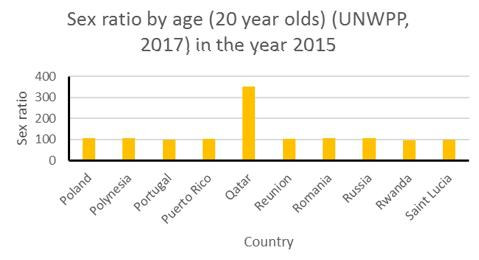 Sex ratio by age (20 year olds) (UNWPP,
2017) in the year 2015
400
300
200
100
0
Sex ratio
Poland
Polynesia
Portugal
Puerto Rico
Qatar
Reunion
Romania
Russia
Rwanda
Saint Lucia
Country